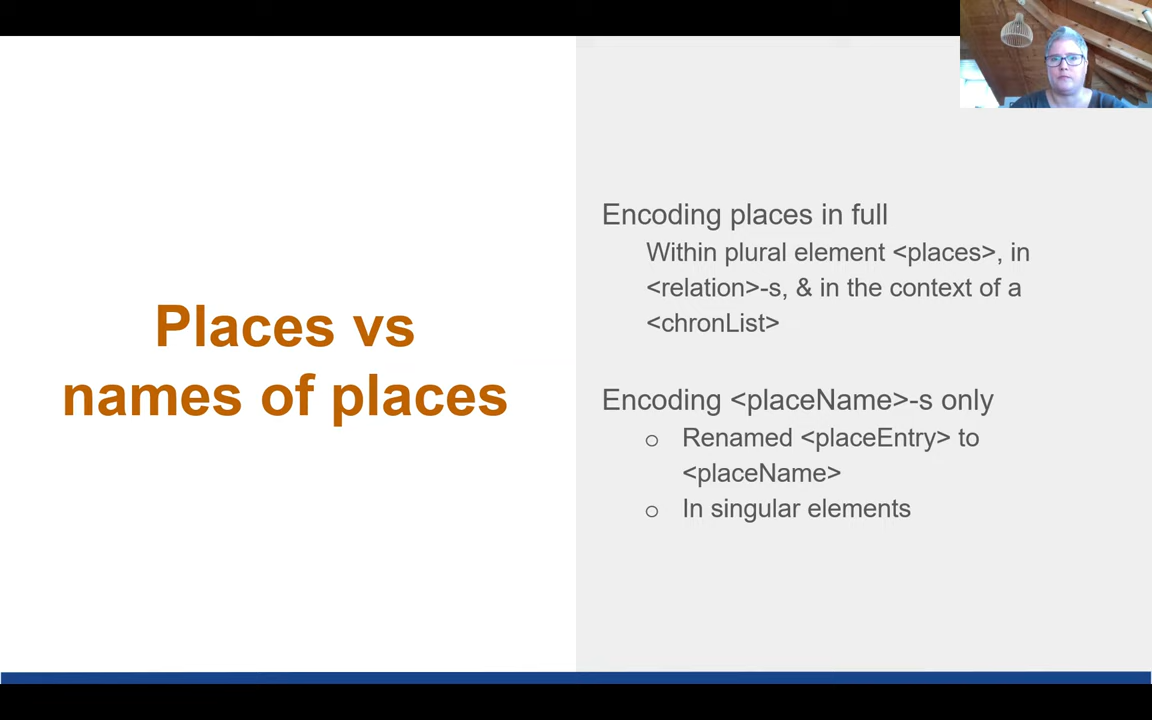 Places vs
names of places
Encoding places in full
Within plural element <places>, in
<relation>-s, & in the context of a
<chronList>
Encoding <placeName>-s only
o Renamed <placeEntry> to
<placeName>
o In singular elements